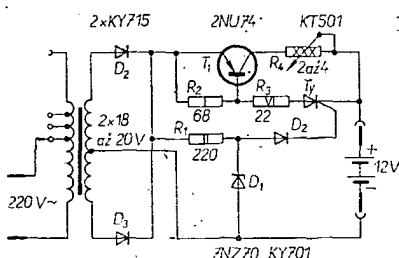 2×KY715
2NU74
KT501
D₂
T₁
R₄
2až4
R₂
68
R₃
22
Ty
2×18
až 20V
R₁
220
D₂
12V
220 V~
D₁
D₃
7NZ70 KY701